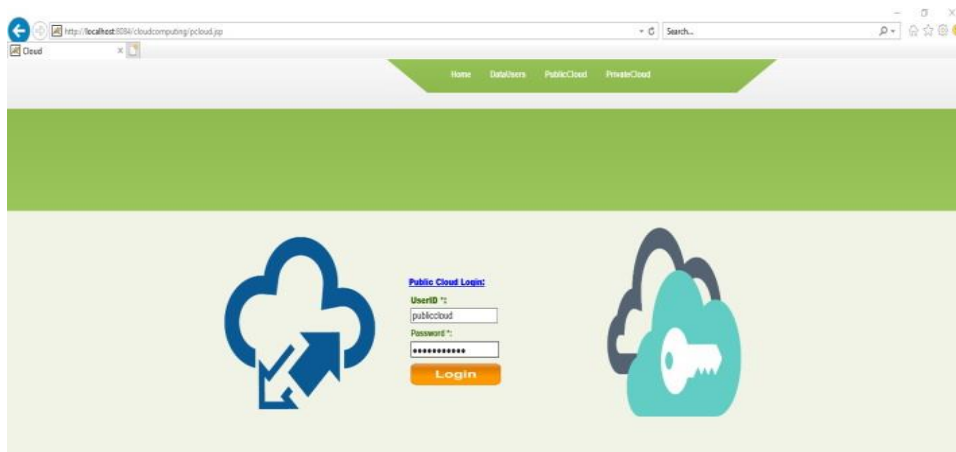 http://localhost:8084/cloudcomputing/pcloud.jsp
Search...
Cloud
Home DataUsers PublicCloud PrivateCloud
Public Cloud Login:
UserID *:
publiccloud
Password *:
Login